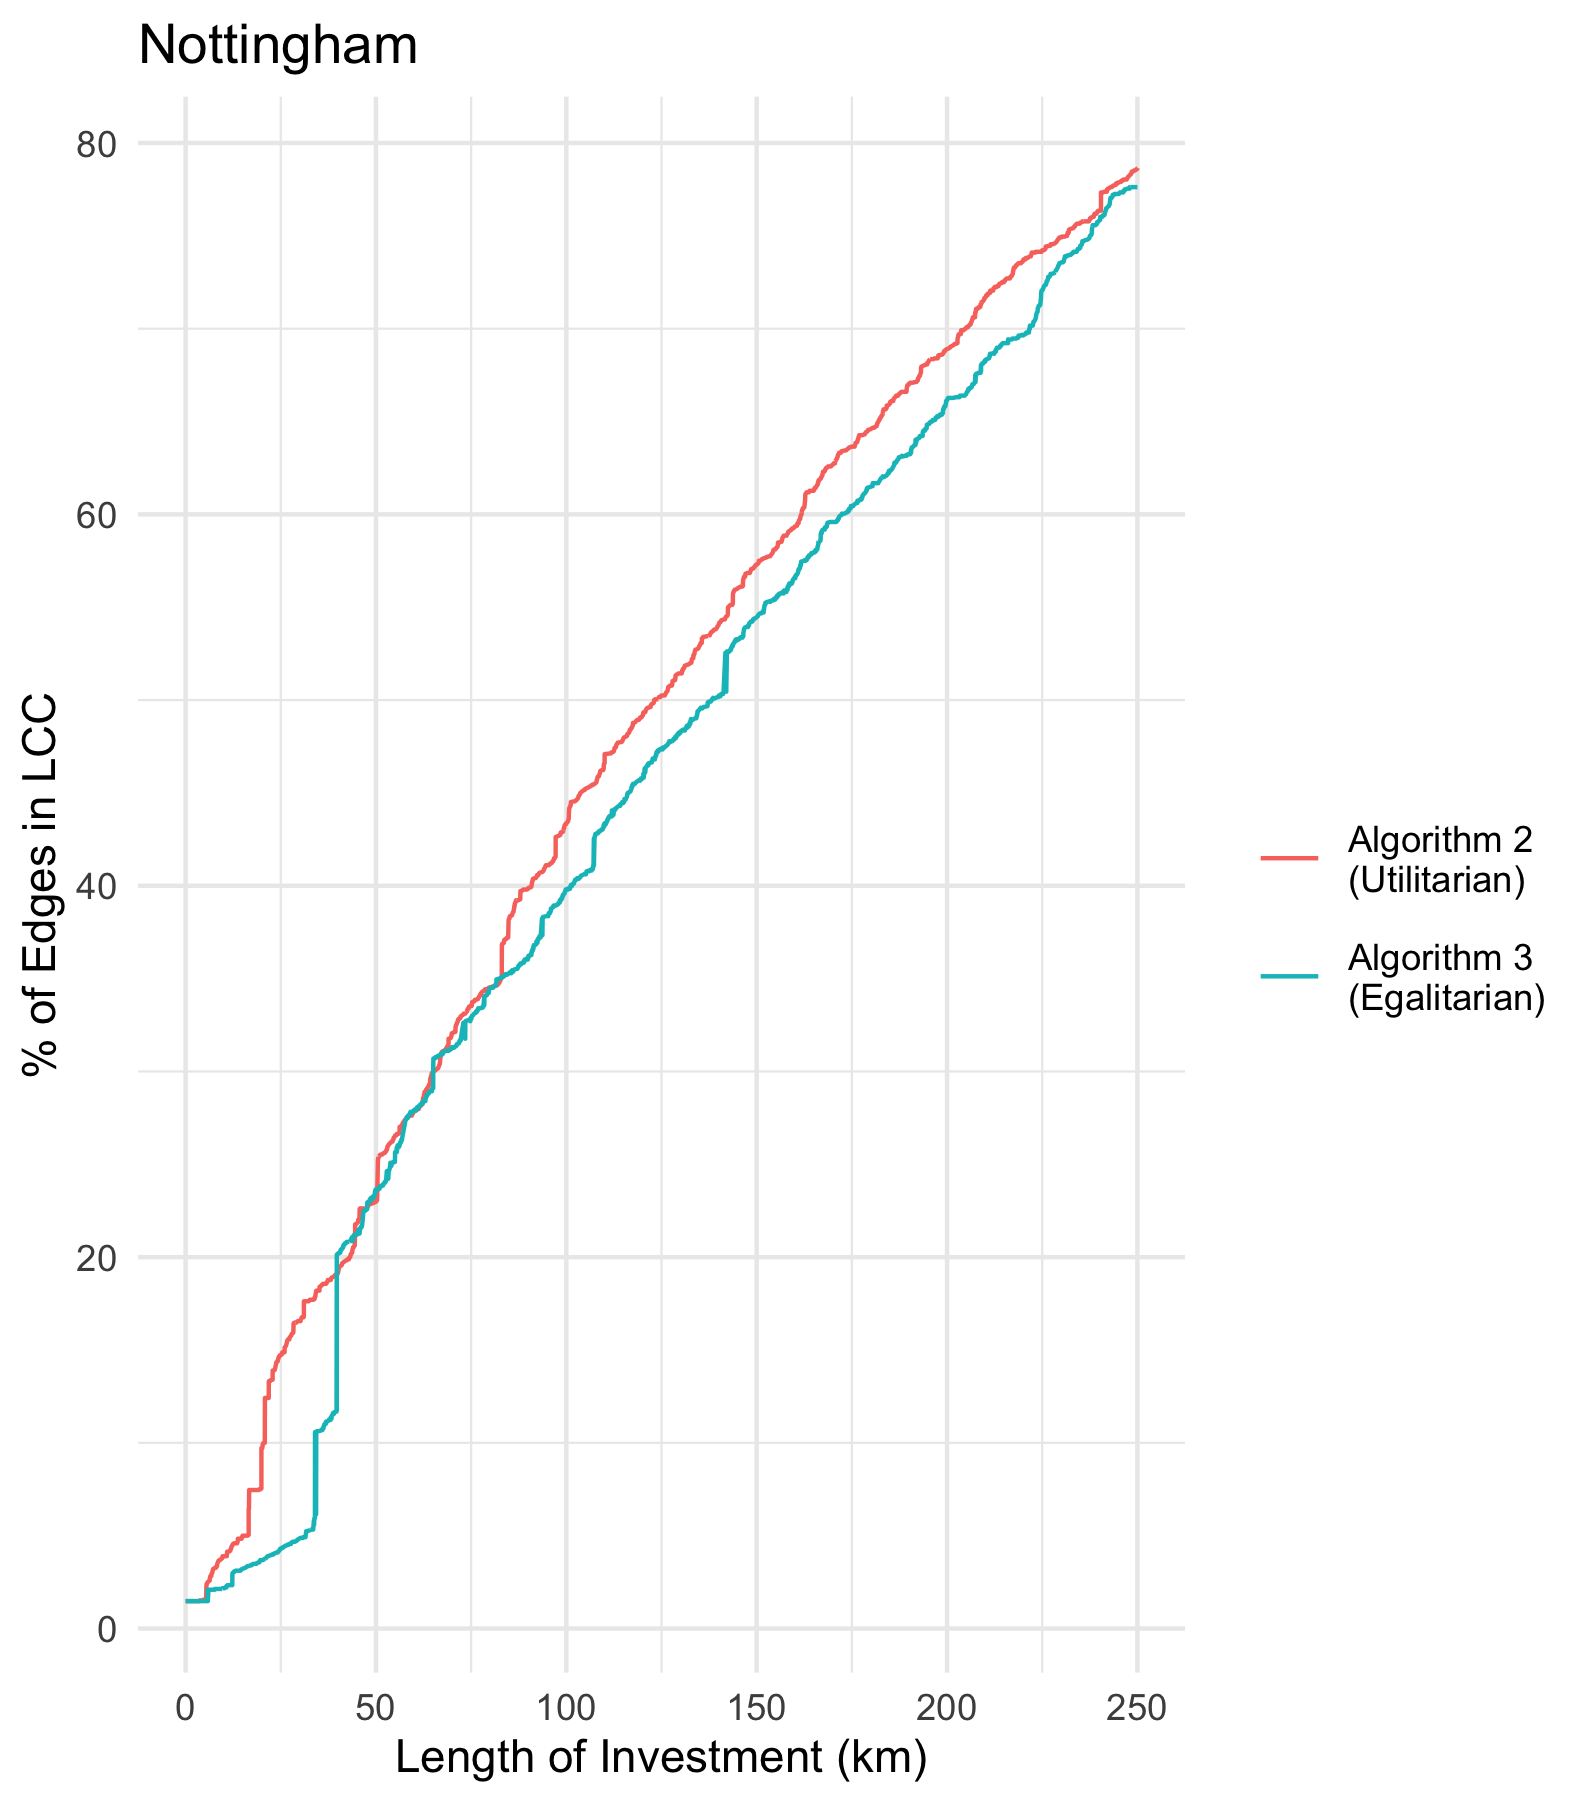 Nottingham
80
60
40
20
0
% of Edges in LCC
0 50 100 150 200 250
Length of Investment (km)
Algorithm 2
(Utilitarian)
Algorithm 3
(Egalitarian)